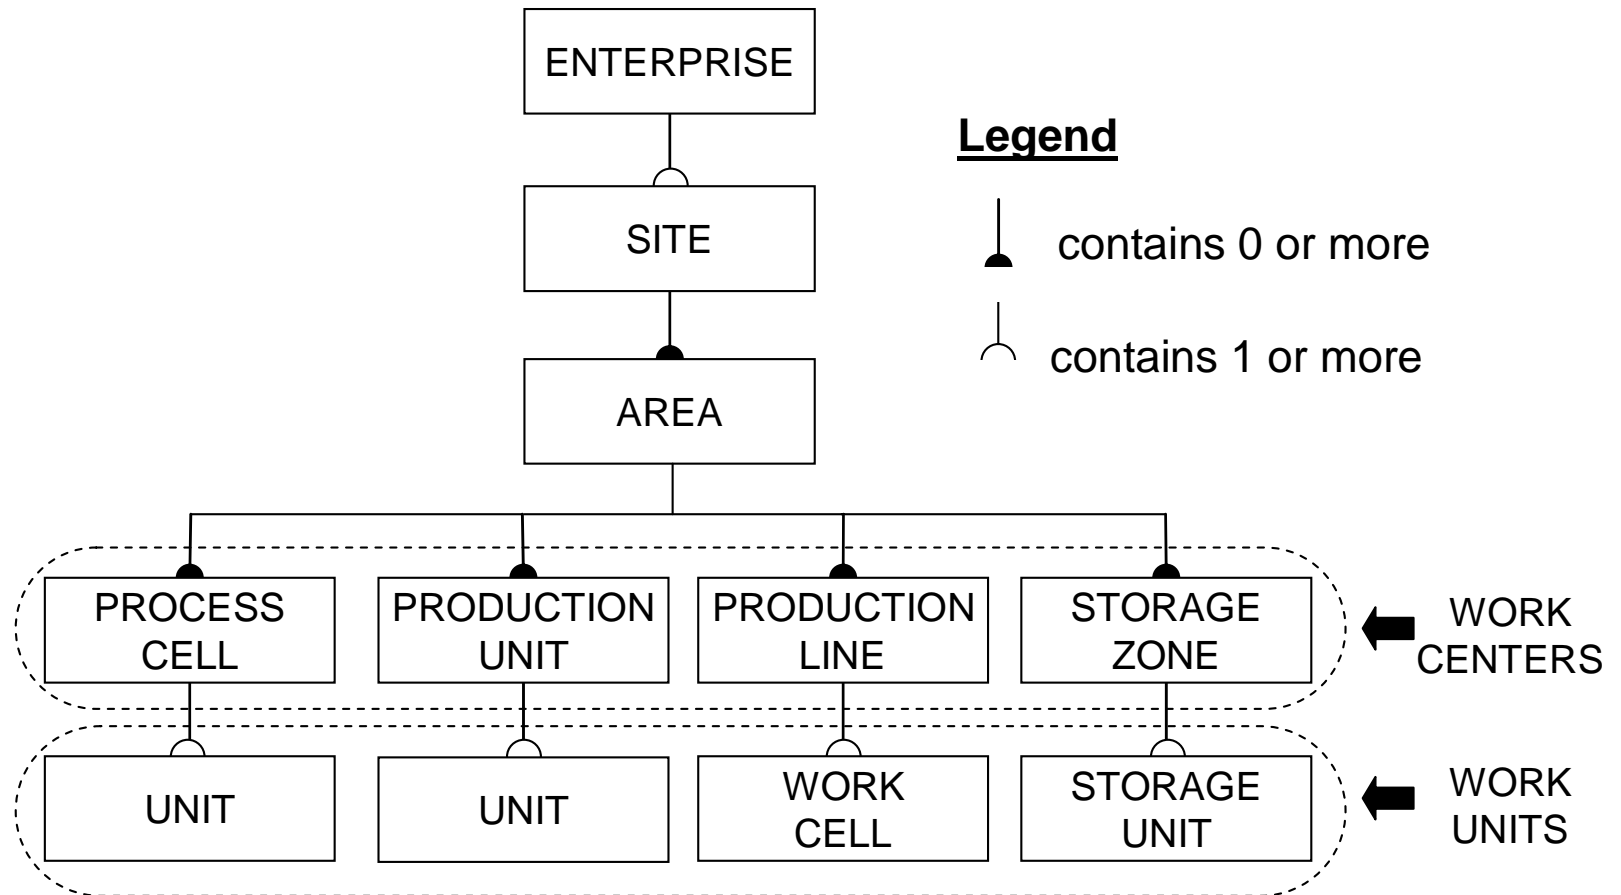 ENTERPRISE
Legend
contains 0 or more
SITE
contains 1 or more
AREA
PROCESS
CELL
PRODUCTION
UNIT
PRODUCTION
LINE
STORAGE
ZONE
WORK
CENTERS
UNIT
UNIT
WORK
CELL
STORAGE
UNIT
WORK
UNITS